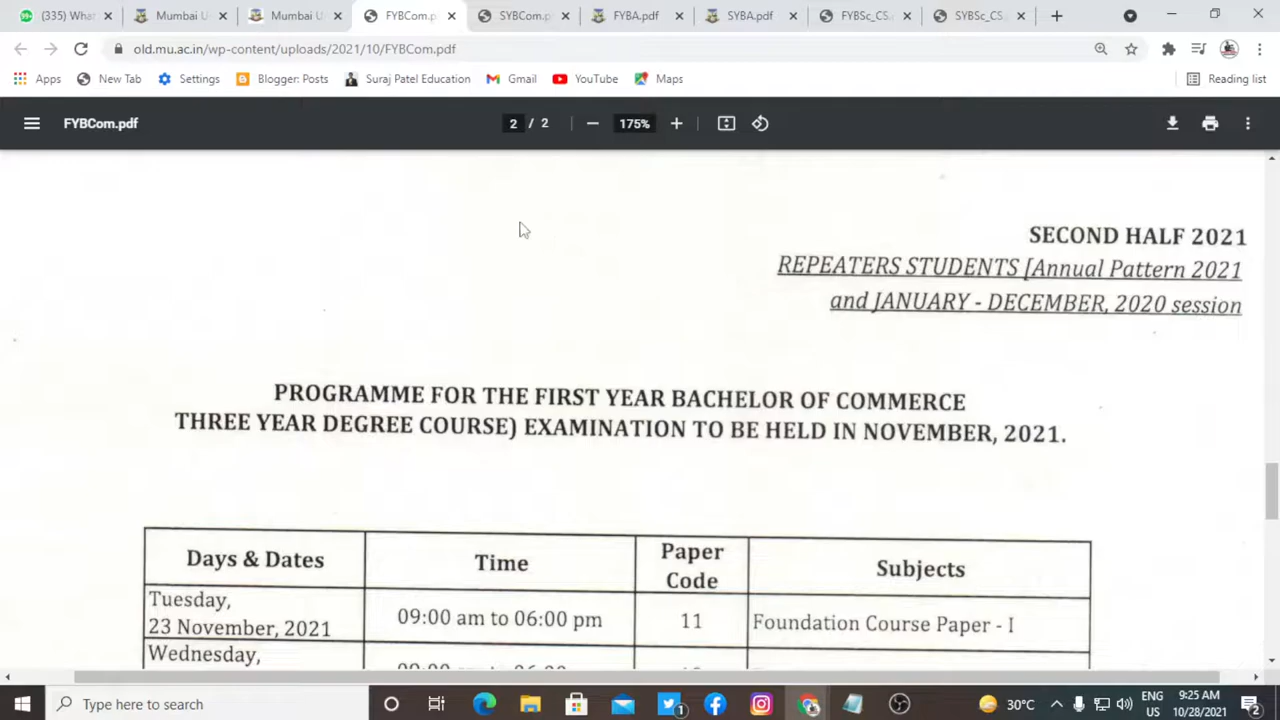 (335) What
Mumbai U
Mumbai U
FYBCom.p
SYBCom.p
FYBA.pdf
SYBA.pdf
FYBSc_CS.
SYBSc_CS.
old.mu.ac.in/wp-content/uploads/2021/10/FYBCom.pdf
Apps
New Tab
Settings
Blogger: Posts
Suraj Patel Education
Gmail
YouTube
Maps
Reading list
FYBCom.pdf
2 / 2
175%
SECOND HALF 2021
REPEATERS STUDENTS [Annual Pattern 2021
and JANUARY - DECEMBER, 2020 session
PROGRAMME FOR THE FIRST YEAR BACHELOR OF COMMERCE
THREE YEAR DEGREE COURSE) EXAMINATION TO BE HELD IN NOVEMBER, 2021.
Days & Dates
Time
Paper
Code
Subjects
Tuesday,
23 November, 2021
09:00 am to 06:00 pm
11
Foundation Course Paper - I
Wednesday,
Type here to search
1
30°C
ENG
US
9:25 AM
10/28/2021
2